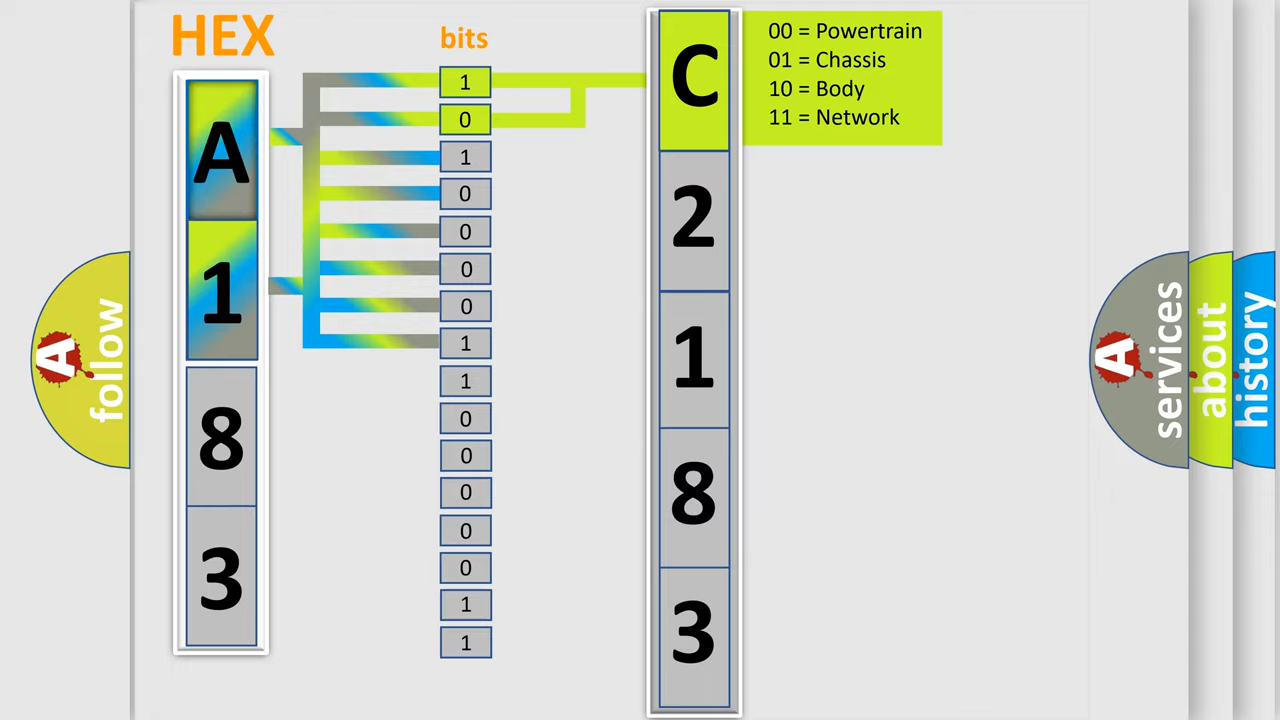 HEX
bits
A
1
8
3
1
0
1
0
0
0
0
1
1
0
0
0
0
0
1
1
C
2
1
8
3
00 = Powertrain
01 = Chassis
10 = Body
11 = Network
A
follow
A
services
about
history